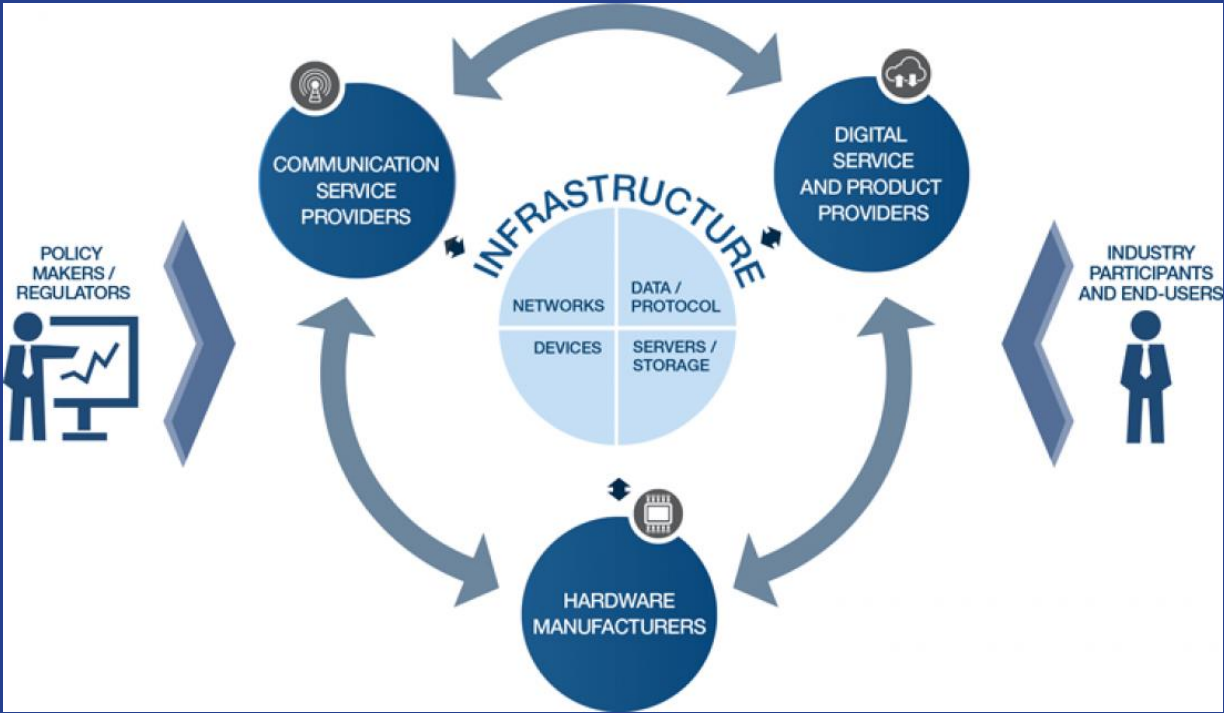 COMMUNICATION
SERVICE
PROVIDERS
DIGITAL
SERVICE
AND PRODUCT
PROVIDERS
POLICY
MAKERS /
REGULATORS
INFRASTRUCTURE
NETWORKS
DATA /
PROTOCOL
DEVICES
SERVERS /
STORAGE
INDUSTRY
PARTICIPANTS
AND END-USERS
HARDWARE
MANUFACTURERS